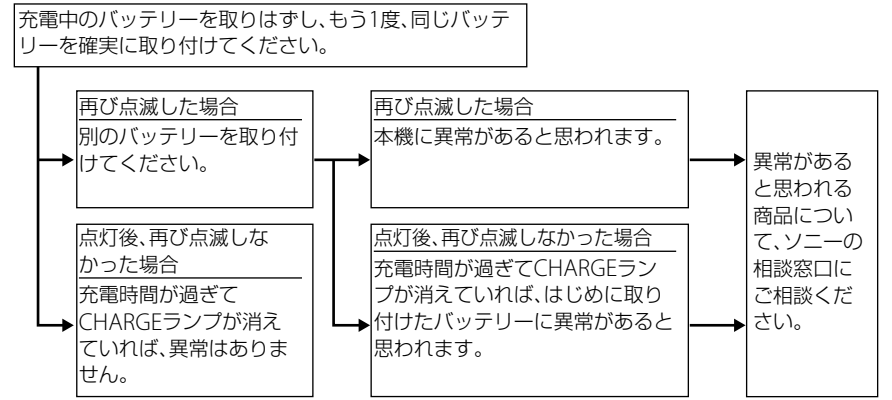 充電中のバッテリーを取りはずし、もう1度、同じバッテ
リーを確実に取り付けてください。
再び点滅した場合
別のバッテリーを取り付
けてください。
再び点滅した場合
本機に異常があると思われます。
点灯後、再び点滅しな
かった場合
充電時間が過ぎて
CHARGEランプが消え
ていれば、異常はありま
せん。
点灯後、再び点滅しなかった場合
充電時間が過ぎてCHARGEラン
プが消えていれば、はじめに取り
付けたバッテリーに異常があると
思われます。
異常がある
と思われる
商品につい
て、ソニーの
相談窓口に
ご相談くだ
さい。